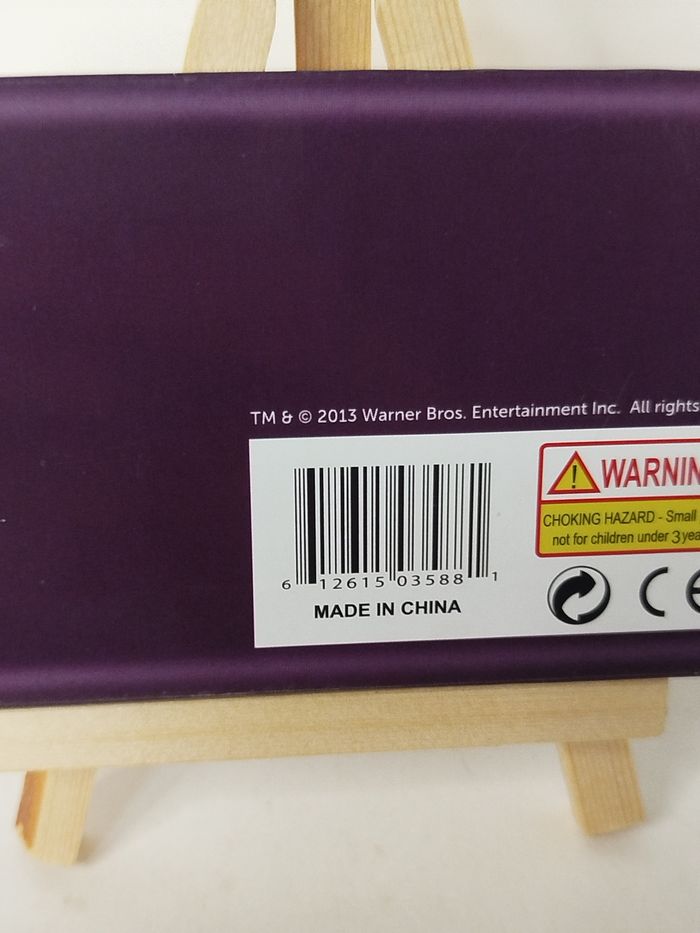 TM & © 2013 Warner Bros. Entertainment Inc. All rights
WARNIN
CHOKING HAZARD - Small
not for children under 3 yea
6 12615 03588 1
MADE IN CHINA
CE